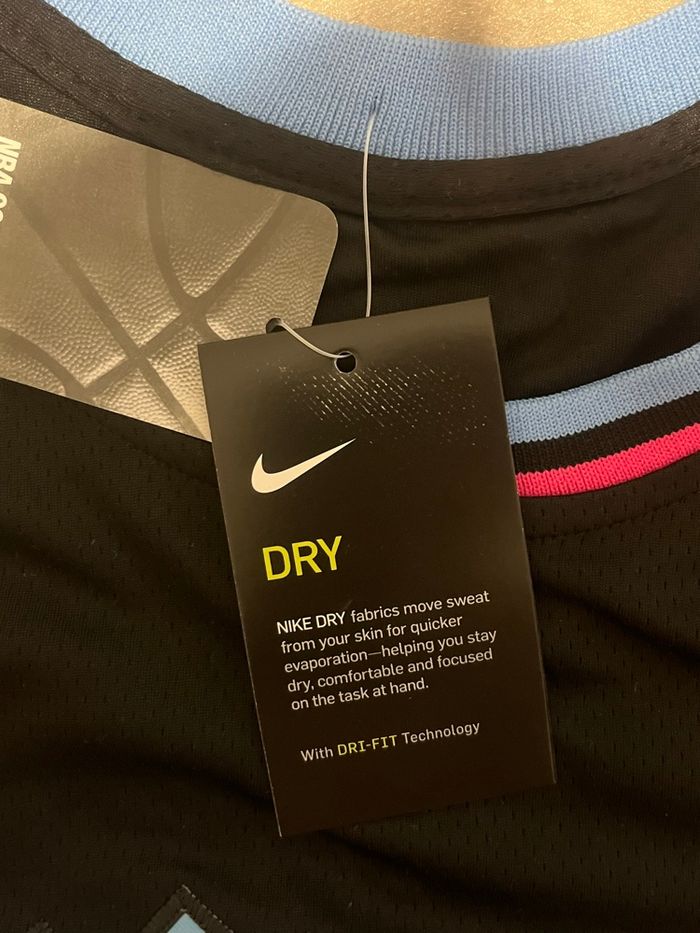 NBA
DRY
NIKE DRY fabrics move sweat
from your skin for quicker
evaporation—helping you stay
dry, comfortable and focused
on the task at hand.
With DRI-FIT Technology